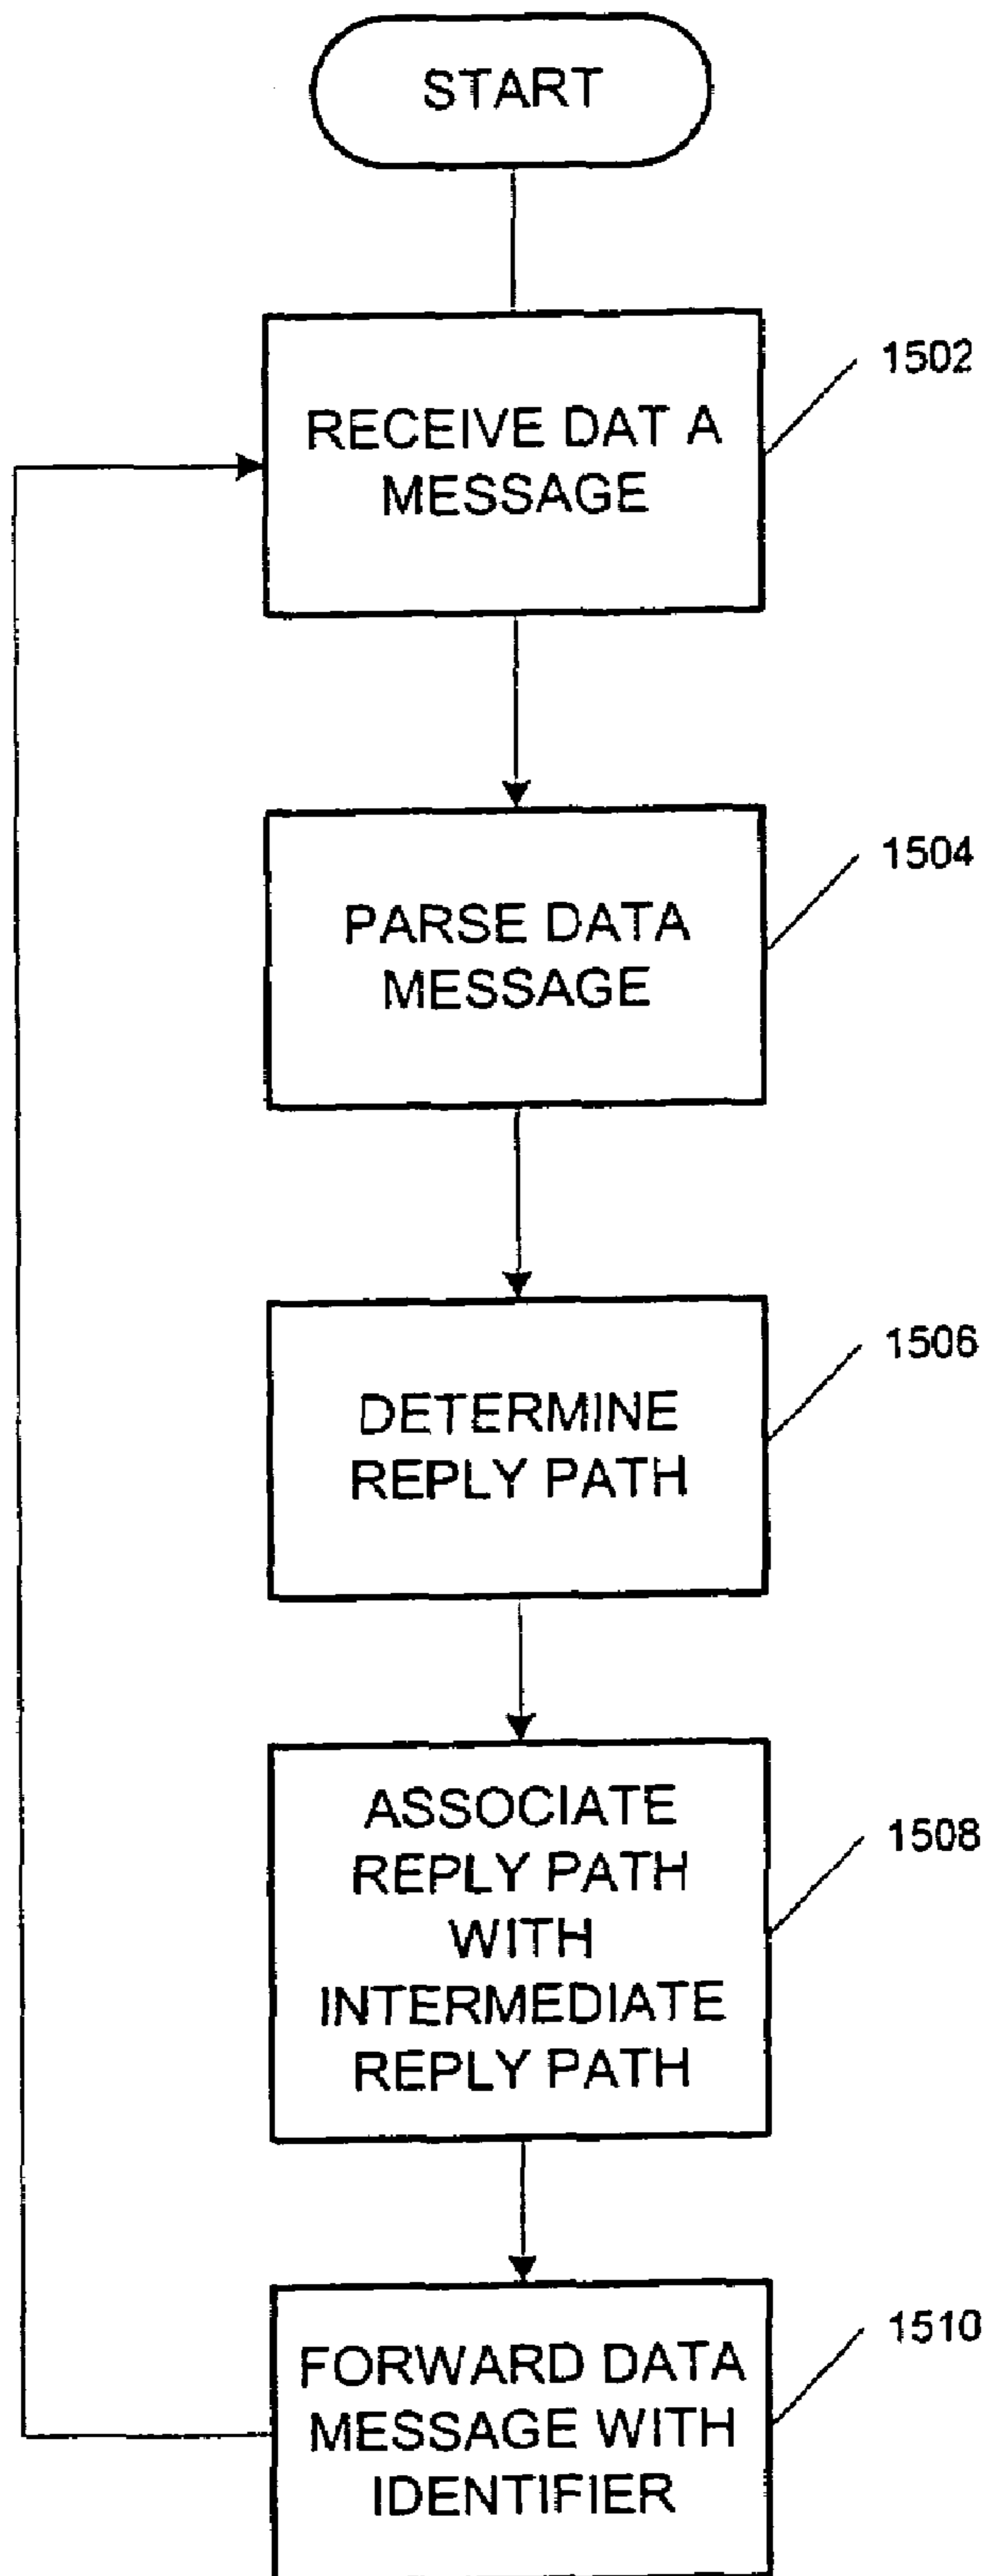 START
RECEIVE DAT A
MESSAGE
1502
PARSE DATA
MESSAGE
1504
DETERMINE
REPLY PATH
1506
ASSOCIATE
REPLY PATH
WITH
INTERMEDIATE
REPLY PATH
1508
FORWARD DATA
MESSAGE WITH
IDENTIFIER
1510